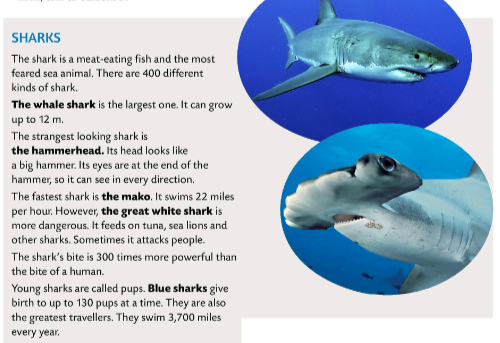 SHARKS
The shark is a meat-eating fish and the most
feared sea animal. There are 400 different
kinds of shark.
The whale shark is the largest one. It can grow
up to 12 m.
The strangest looking shark is
the hammerhead. Its head looks like
a big hammer. Its eyes are at the end of the
hammer, so it can see in every direction.
The fastest shark is the mako. It swims 22 miles
per hour. However, the great white shark is
more dangerous. It feeds on tuna, sea lions and
other sharks. Sometimes it attacks people.
The shark's bite is 300 times more powerful than
the bite of a human.
Young sharks are called pups. Blue sharks give
birth to up to 130 pups at a time. They are also
the greatest travellers. They swim 3,700 miles
every year.